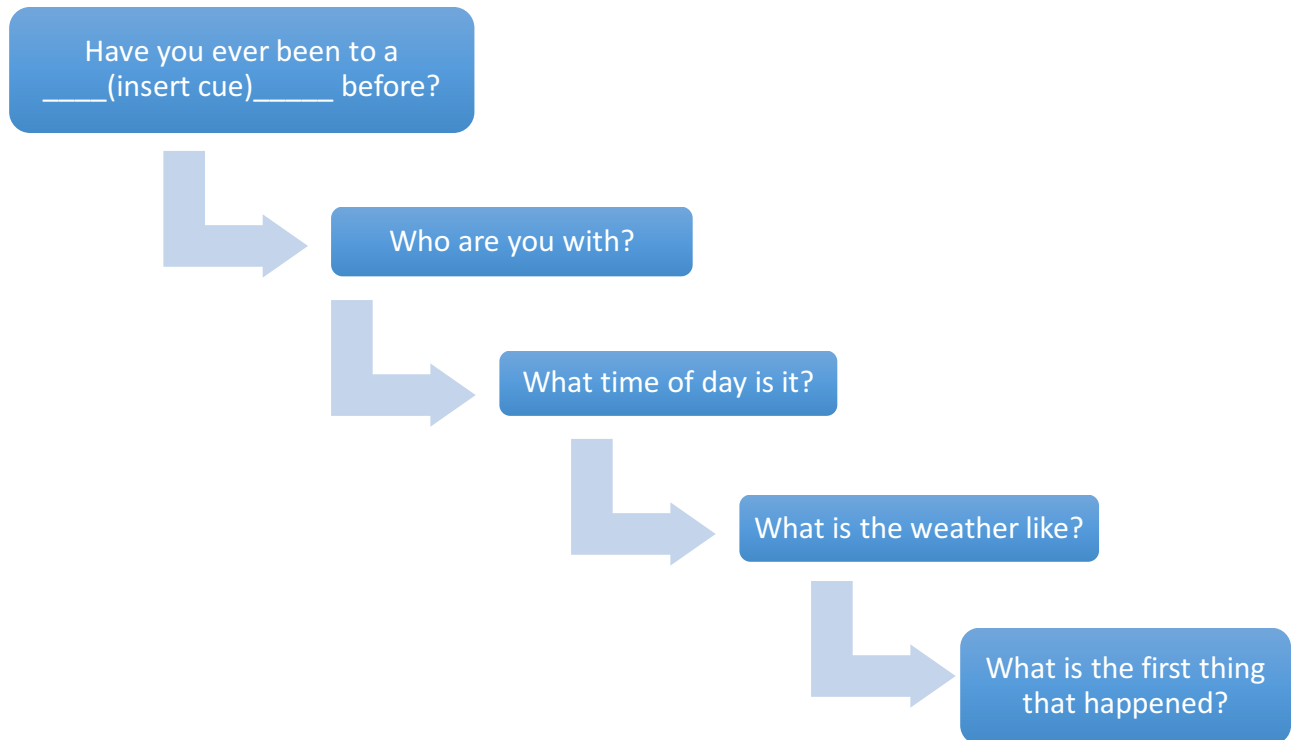 Have you ever been to a
____(insert cue)_____ before?
Who are you with?
What time of day is it?
What is the weather like?
What is the first thing
that happened?